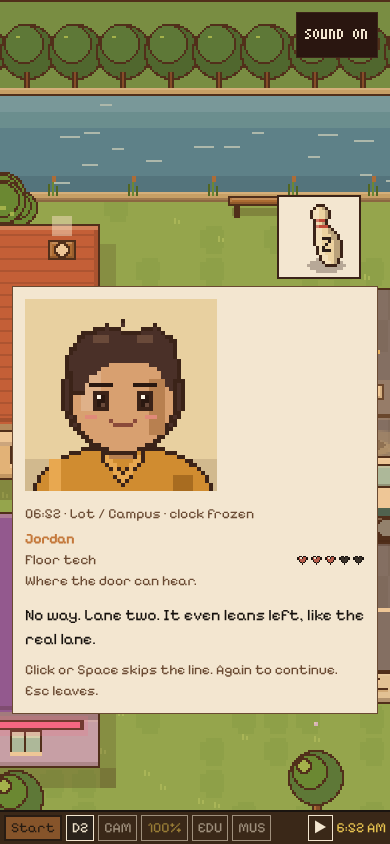 SOUND ON
2
06:52 · Lot / Campus · clock frozen
Jordan
Floor tech
Where the door can hear.
No way. Lane two. It even leans left, like the
real lane.
Click or Space skips the line. Again to continue.
Esc leaves.
Start D2 CAM 100% EDU MUS 6:52 AM